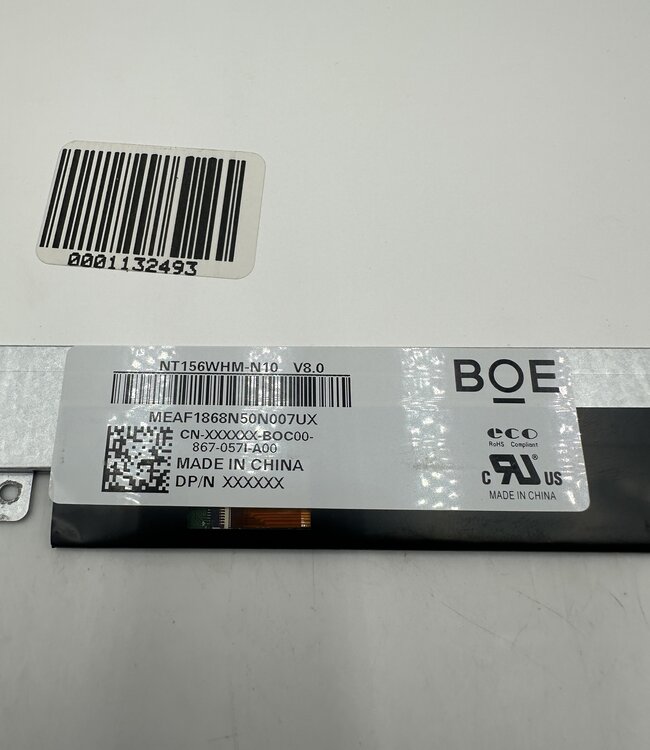 0001132493
NT156WHM-N10 V8.0
BOE
MEAF1868N50N007UX
CN-XXXXXX-BOC00-
867-057I-A00
MADE IN CHINA
DP/N XXXXXX
eco
RoHS Compliant
c RU® US
MADE IN CHINA